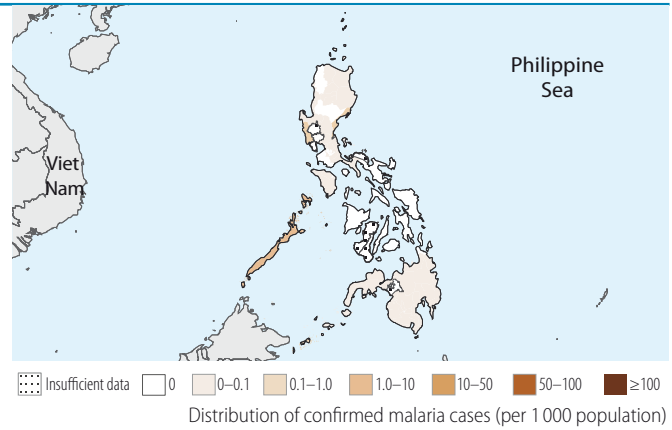 Philippine
Sea
Viet
Nam
Insufficient data 0 0–0.1 0.1–1.0 1.0–10 10–50 50–100 ≥100
Distribution of confirmed malaria cases (per 1 000 population)